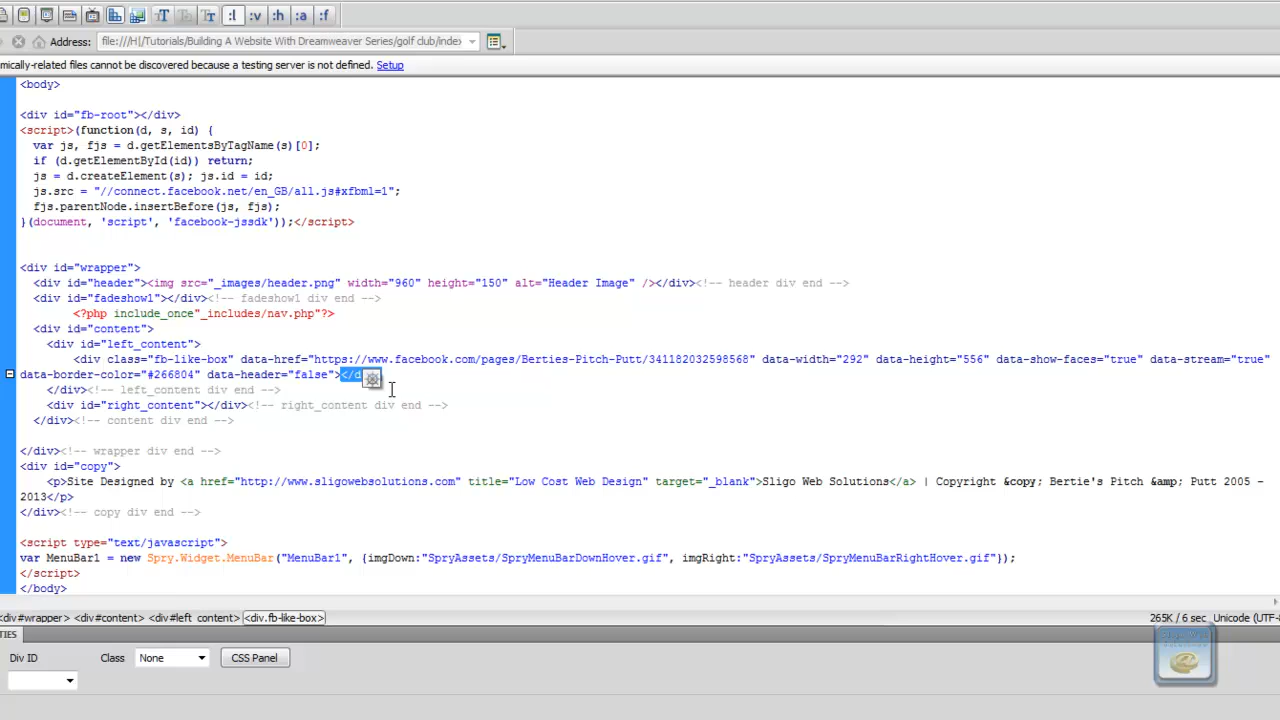 :l :v :h :a :f
Address: file:///H|/Tutorials/Building A Website With Dreamweaver Series/golf club/index
mically-related files cannot be discovered because a testing server is not defined. Setup
<body>
<div id="fb-root"></div>
<script>(function(d, s, id) {
var js, fjs = d.getElementsByTagName(s)[0];
if (d.getElementById(id)) return;
js = d.createElement(s); js.id = id;
js.src = "//connect.facebook.net/en_GB/all.js#xfbml=1";
fjs.parentNode.insertBefore(js, fjs);
}(document, 'script', 'facebook-jssdk'));</script>
<div id="wrapper">
<div id="header"><img src="_images/header.png" width="960" height="150" alt="Header Image" /></div><!-- header div end -->
<div id="fadeshow1"></div><!-- fadeshow1 div end -->
<?php include_once"_includes/nav.php"?>
<div id="content">
<div id="left_content">
<div class="fb-like-box" data-href="https://www.facebook.com/pages/Berties-Pitch-Putt/341182032598568" data-width="292" data-height="556" data-show-faces="true" data-stream="true"
data-border-color="#266804" data-header="false"></d
</div><!-- left_content div end -->
<div id="right_content"></div><!-- right_content div end -->
</div><!-- content div end -->
</div><!-- wrapper div end -->
<div id="copy">
<p>Site Designed by <a href="http://www.sligowebsolutions.com" title="Low Cost Web Design" target="_blank">Sligo Web Solutions</a> | Copyright &copy; Bertie's Pitch &amp; Putt 2005 -
2013</p>
</div><!-- copy div end -->
<script type="text/javascript">
var MenuBar1 = new Spry.Widget.MenuBar("MenuBar1", {imgDown:"SpryAssets/SpryMenuBarDownHover.gif", imgRight:"SpryAssets/SpryMenuBarRightHover.gif"});
</script>
</body>
<div#wrapper> <div#content> <div#left_content> <div.fb-like-box> 265K / 6 sec Unicode (UTF-8
TIES
Div ID Class None CSS Panel